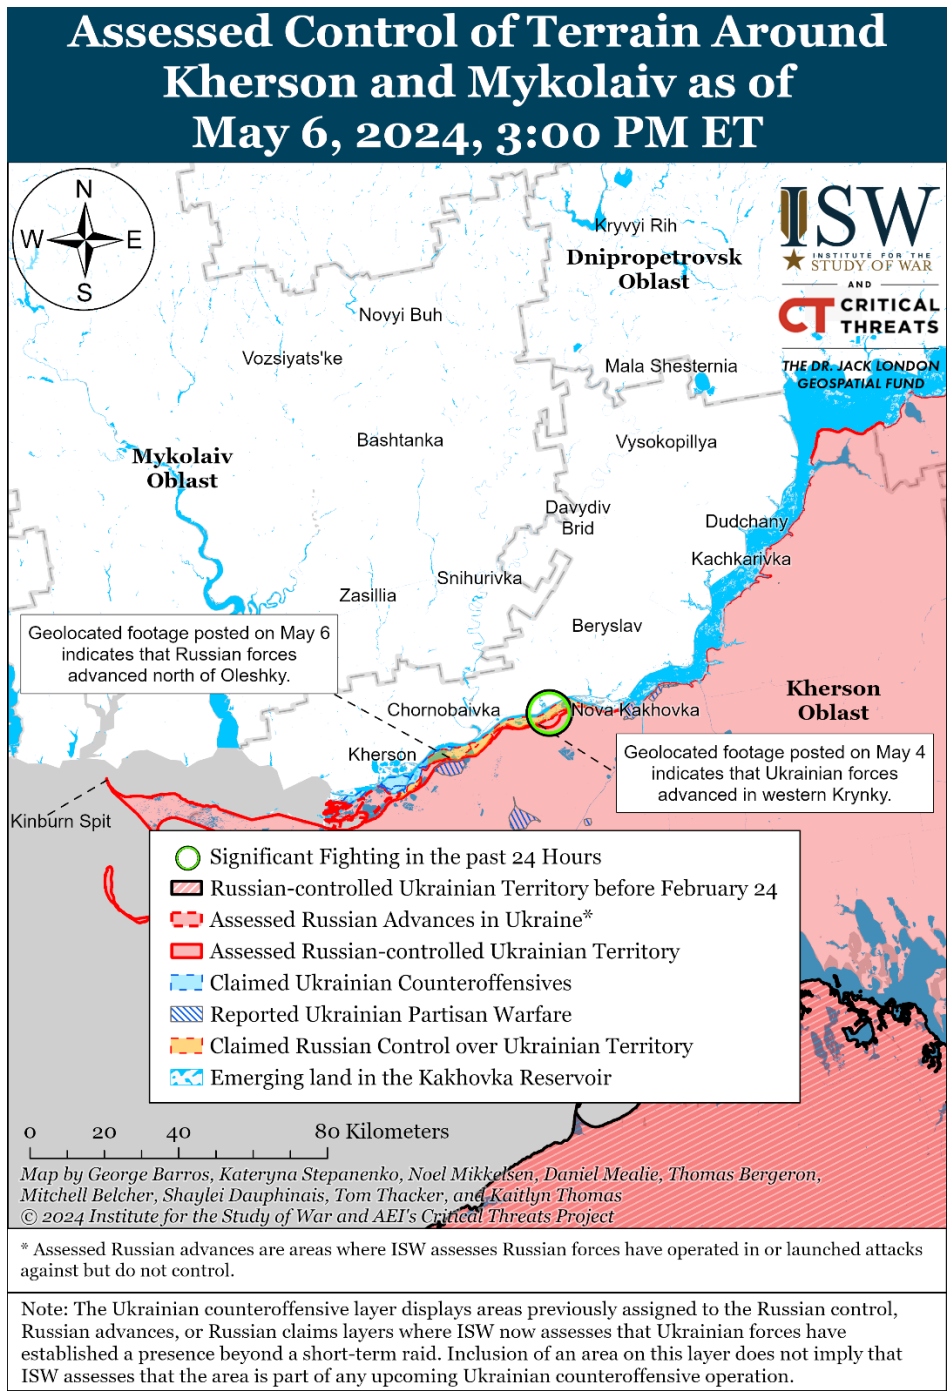 Assessed Control of Terrain Around
Kherson and Mykolaiv as of
May 6, 2024, 3:00 PM ET
N
W
E
S
ISW
INSTITUTE FOR THE
STUDY OF WAR
AND
CT CRITICAL
THREATS
THE DR. JACK LONDON
GEOSPATIAL FUND
Kryvyi Rih
Dnipropetrovsk
Oblast
Novyi Buh
Vozsiyats'ke
Mala Shesternia
Bashtanka
Vysokopillya
Mykolaiv
Oblast
Davydiv
Brid
Dudchany
Kachkarivka
Snihurivka
Zasillia
Beryslav
Geolocated footage posted on May 6
indicates that Russian forces
advanced north of Oleshky.
Kherson
Oblast
Chornobaivka
Nova Kakhovka
Kherson
Geolocated footage posted on May 4
indicates that Ukrainian forces
advanced in western Krynky.
Kinburn Spit
Significant Fighting in the past 24 Hours
Russian-controlled Ukrainian Territory before February 24
Assessed Russian Advances in Ukraine*
Assessed Russian-controlled Ukrainian Territory
Claimed Ukrainian Counteroffensives
Reported Ukrainian Partisan Warfare
Claimed Russian Control over Ukrainian Territory
Emerging land in the Kakhovka Reservoir
0 20 40 80 Kilometers
Map by George Barros, Kateryna Stepanenko, Noel Mikkelsen, Daniel Mealie, Thomas Bergeron,
Mitchell Belcher, Shaylei Dauphinais, Tom Thacker, and Kaitlyn Thomas
© 2024 Institute for the Study of War and AEI's Critical Threats Project
* Assessed Russian advances are areas where ISW assesses Russian forces have operated in or launched attacks
against but do not control.
Note: The Ukrainian counteroffensive layer displays areas previously assigned to the Russian control,
Russian advances, or Russian claims layers where ISW now assesses that Ukrainian forces have
established a presence beyond a short-term raid. Inclusion of an area on this layer does not imply that
ISW assesses that the area is part of any upcoming Ukrainian counteroffensive operation.